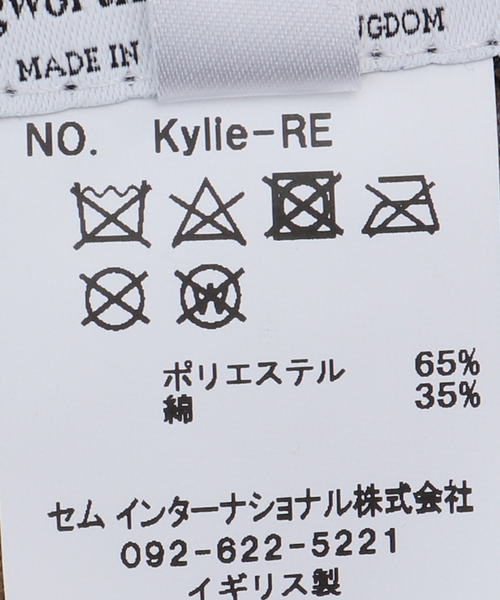 MADE IN
NO. Kylie-RE
W
ポリエステル 65%
綿 35%
セム インターナショナル株式会社
092-622-5221
イギリス製